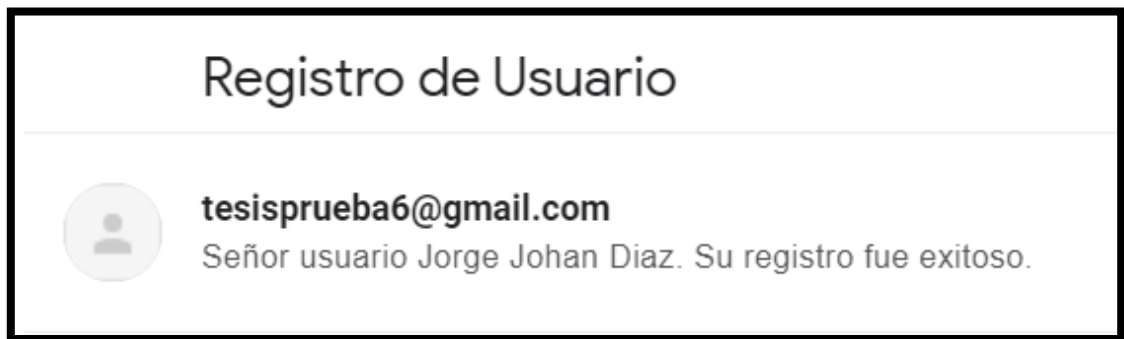 Registro de Usuario
tesisprueba6@gmail.com
Señor usuario Jorge Johan Diaz. Su registro fue exitoso.